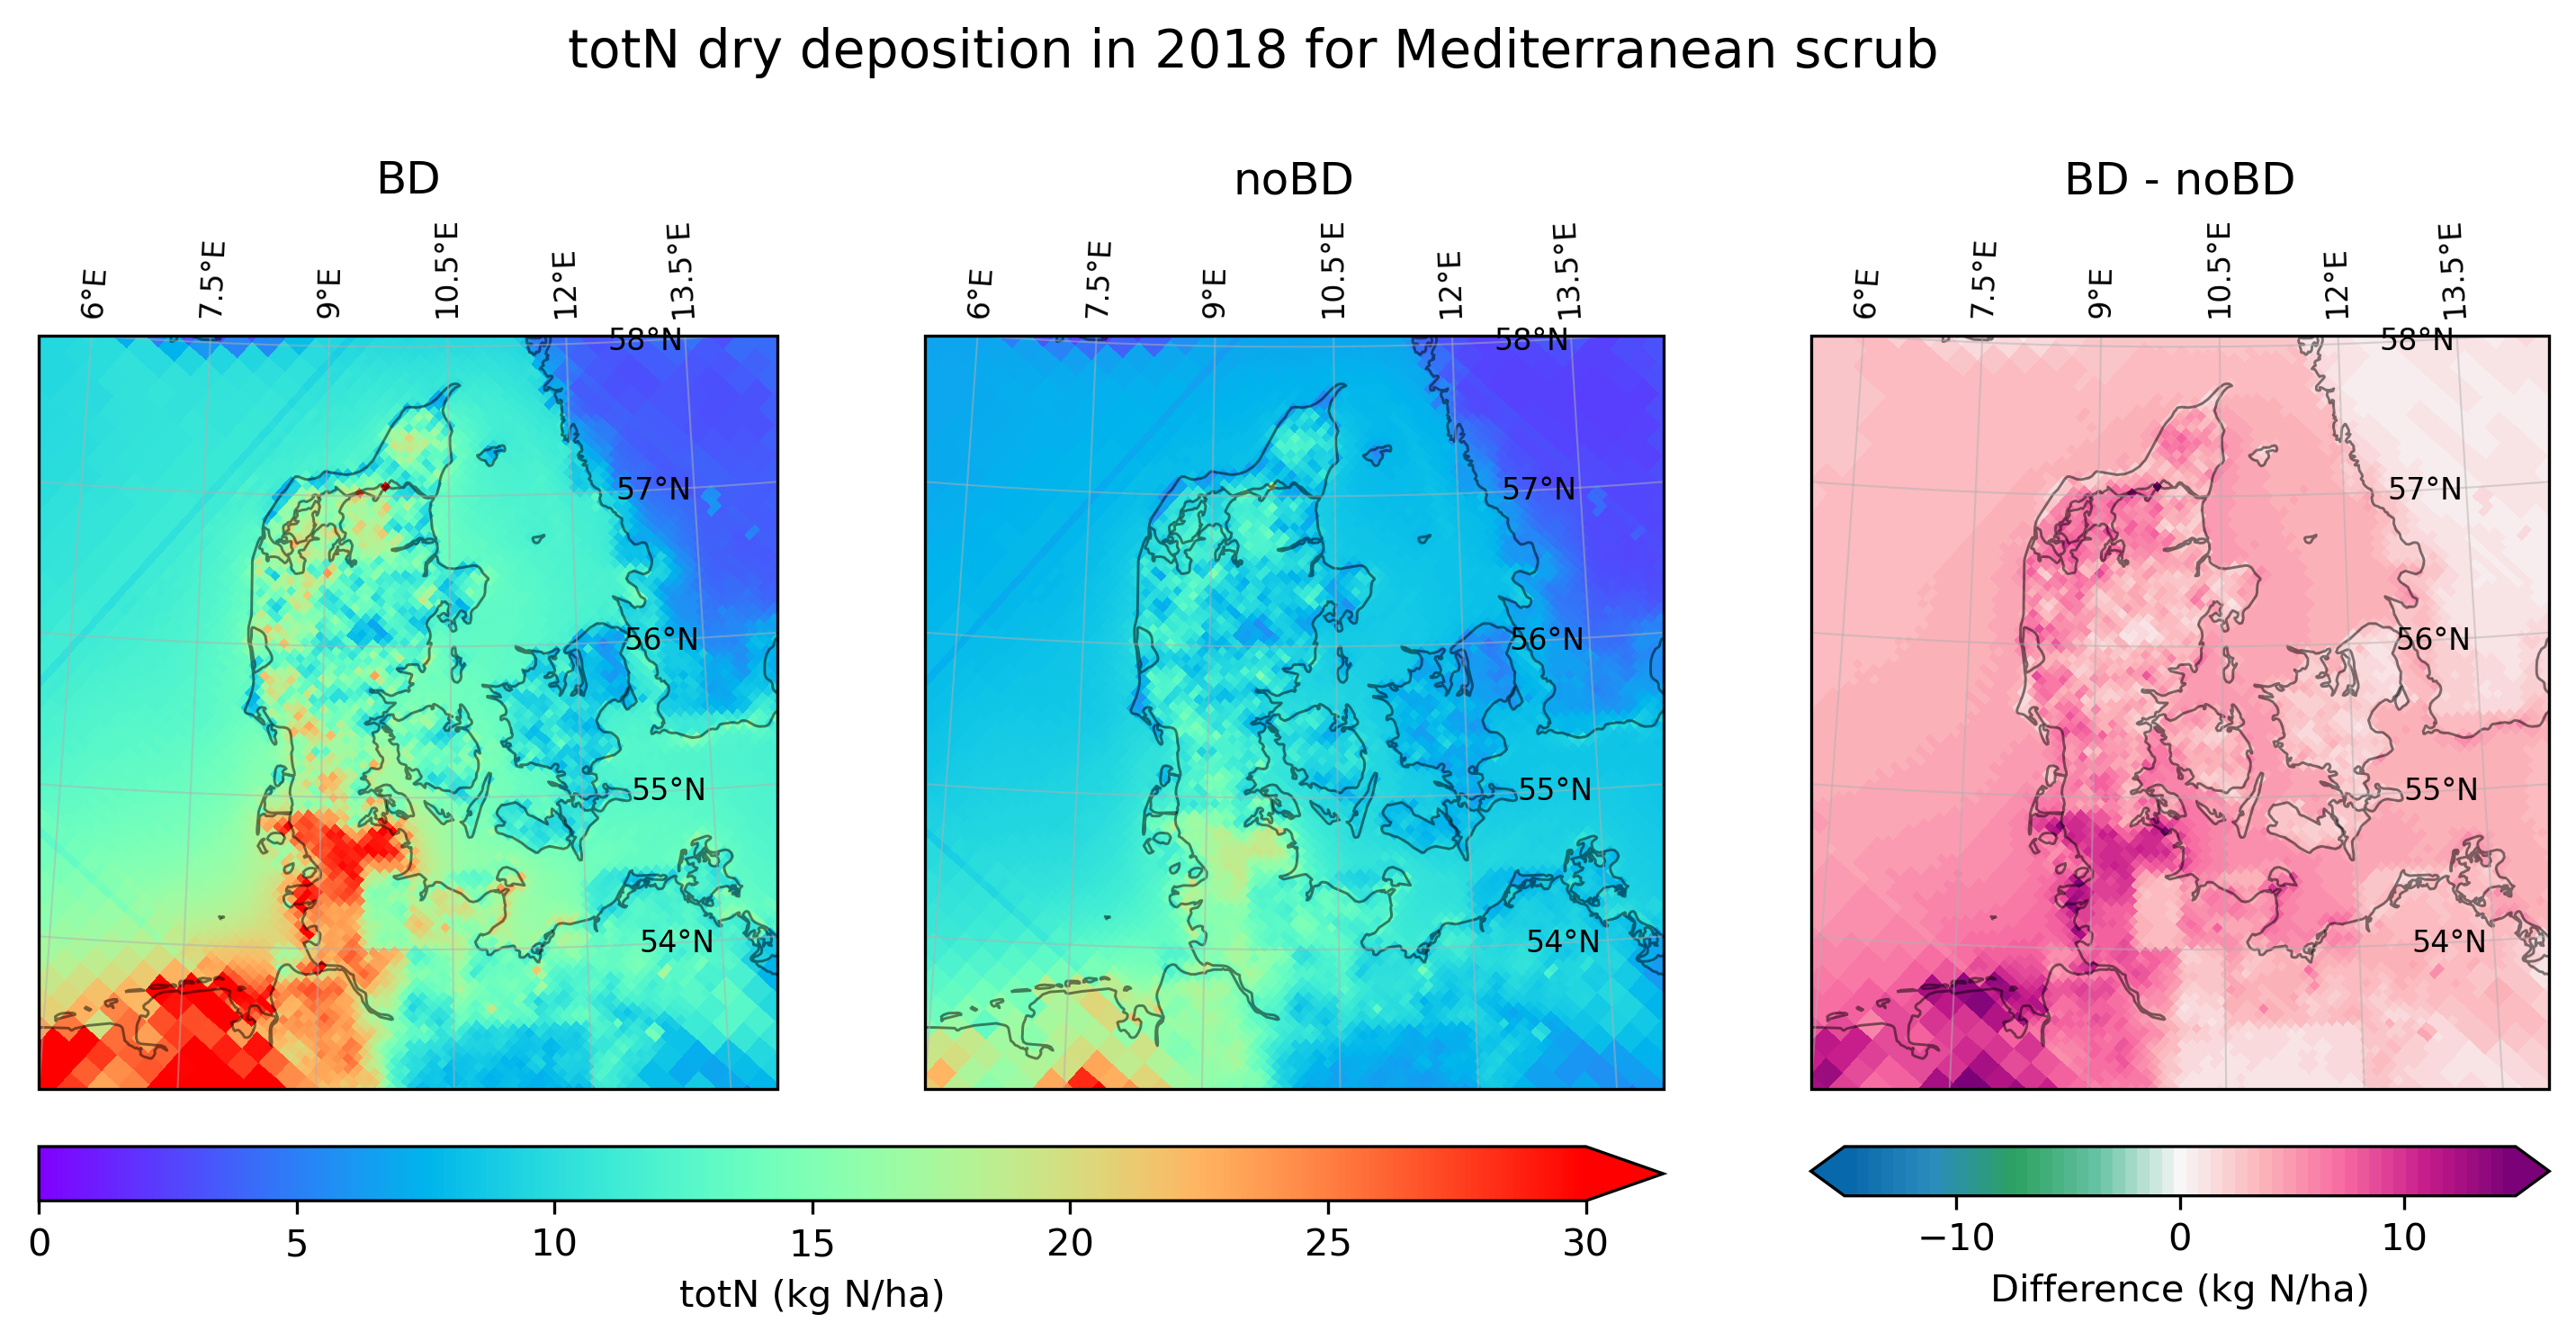 totN dry deposition in 2018 for Mediterranean scrub
BD
noBD
BD - noBD
6°E 7.5°E 9°E 10.5°E 12°E 13.5°E
6°E 7.5°E 9°E 10.5°E 12°E 13.5°E
6°E 7.5°E 9°E 10.5°E 12°E 13.5°E
58°N
57°N
56°N
55°N
54°N
58°N
57°N
56°N
55°N
54°N
58°N
57°N
56°N
55°N
54°N
0 5 10 15 20 25 30
totN (kg N/ha)
−10 0 10
Difference (kg N/ha)